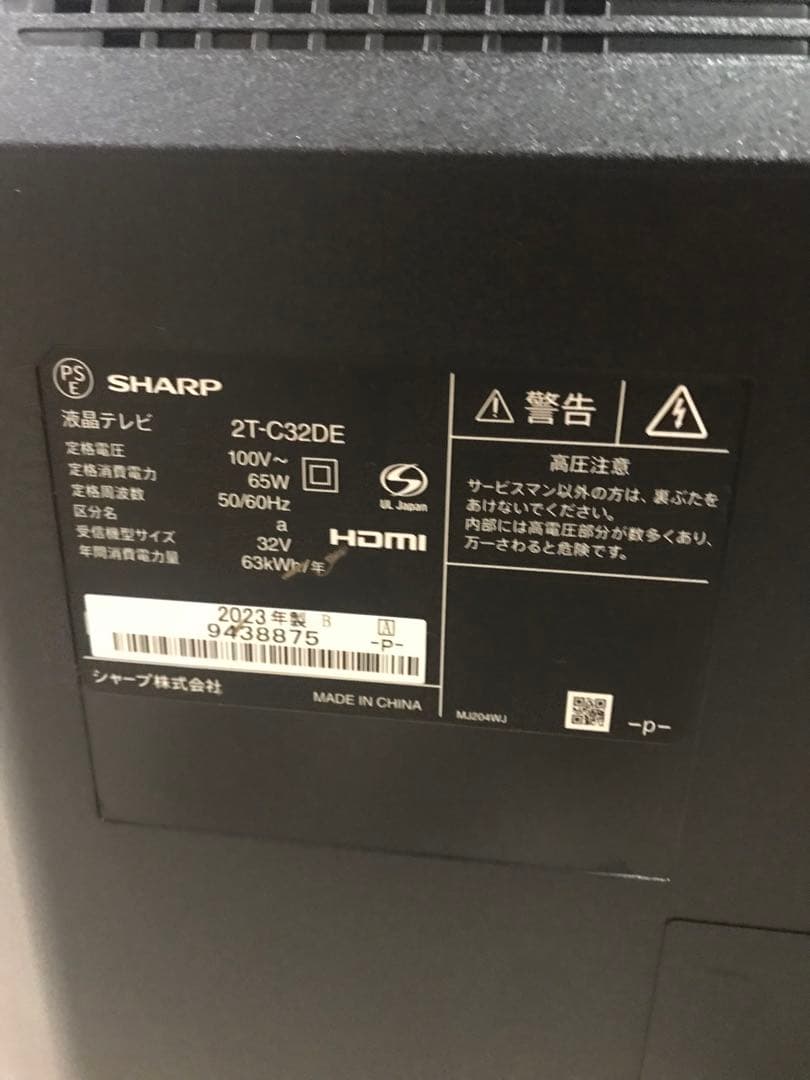 PS
E
SHARP
液晶テレビ 2T-C32DE
定格電圧 100V~
定格消費電力 65W
定格周波数 50/60Hz
区分名 a
受信機型サイズ 32V
年間消費電力量 63kWh/年
S
UL Japan
HDMI
2023年製 B A
9438875 -P-
シャープ株式会社 MADE IN CHINA
警告
高圧注意
サービスマン以外の方は、裏ぶたを
あけないでください。
内部には高電圧部分が数多くあり、
万一さわると危険です。
MJ204WJ -p-